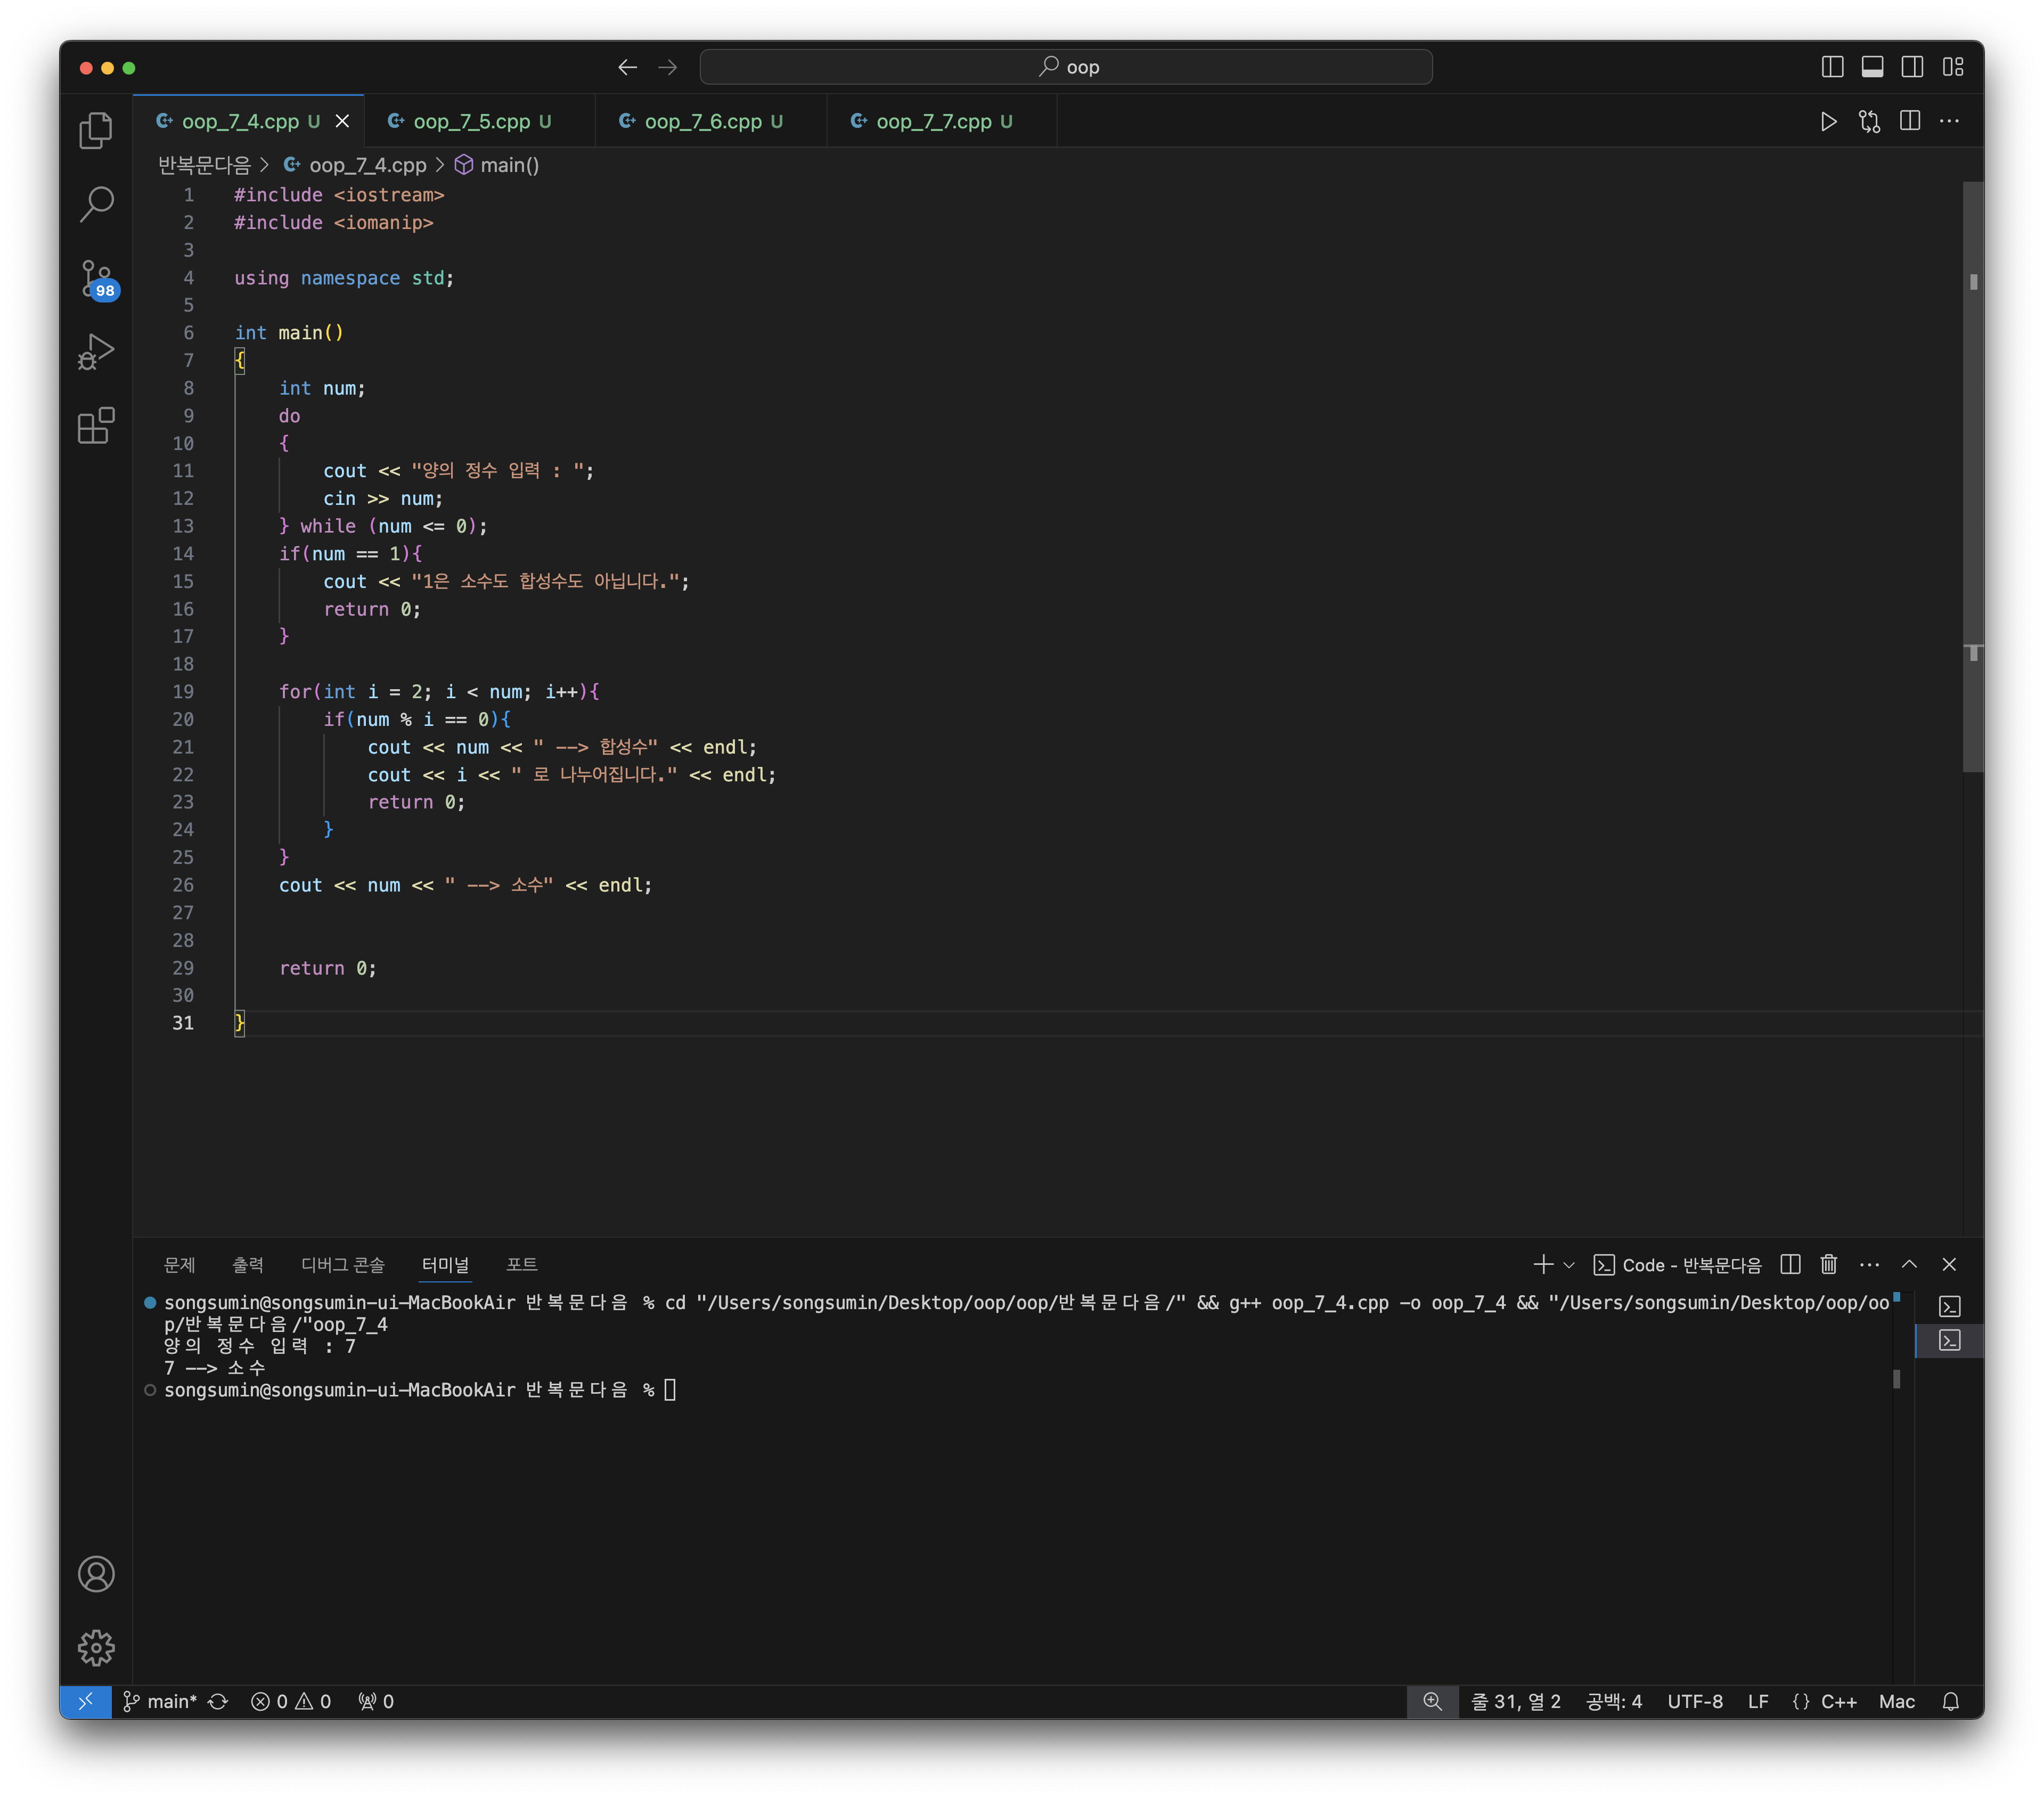 oop
oop_7_4.cpp U
oop_7_5.cpp U
oop_7_6.cpp U
oop_7_7.cpp U
반복문다음 > oop_7_4.cpp > main()
98
1 #include <iostream>
2 #include <iomanip>
3
4 using namespace std;
5
6 int main()
7 {
8     int num;
9     do
10     {
11         cout << "양의 정수 입력 : ";
12         cin >> num;
13     } while (num <= 0);
14     if(num == 1){
15         cout << "1은 소수도 합성수도 아닙니다.";
16         return 0;
17     }
18
19     for(int i = 2; i < num; i++){
20         if(num % i == 0){
21             cout << num << " --> 합성수" << endl;
22             cout << i << " 로 나누어집니다." << endl;
23             return 0;
24         }
25     }
26     cout << num << " --> 소수" << endl;
27
28
29     return 0;
30
31 }
문제 출력 디버그 콘솔 터미널 포트
Code - 반복문다음
songsumin@songsumin-ui-MacBookAir 반복문다음 % cd "/Users/songsumin/Desktop/oop/oop/반복문다음/" && g++ oop_7_4.cpp -o oop_7_4 && "/Users/songsumin/Desktop/oop/oo
p/반복문다음/"oop_7_4
양의 정수 입력 : 7
7 --> 소수
songsumin@songsumin-ui-MacBookAir 반복문다음 %
main* 0 0 0 줄 31, 열 2 공백: 4 UTF-8 LF {} C++ Mac